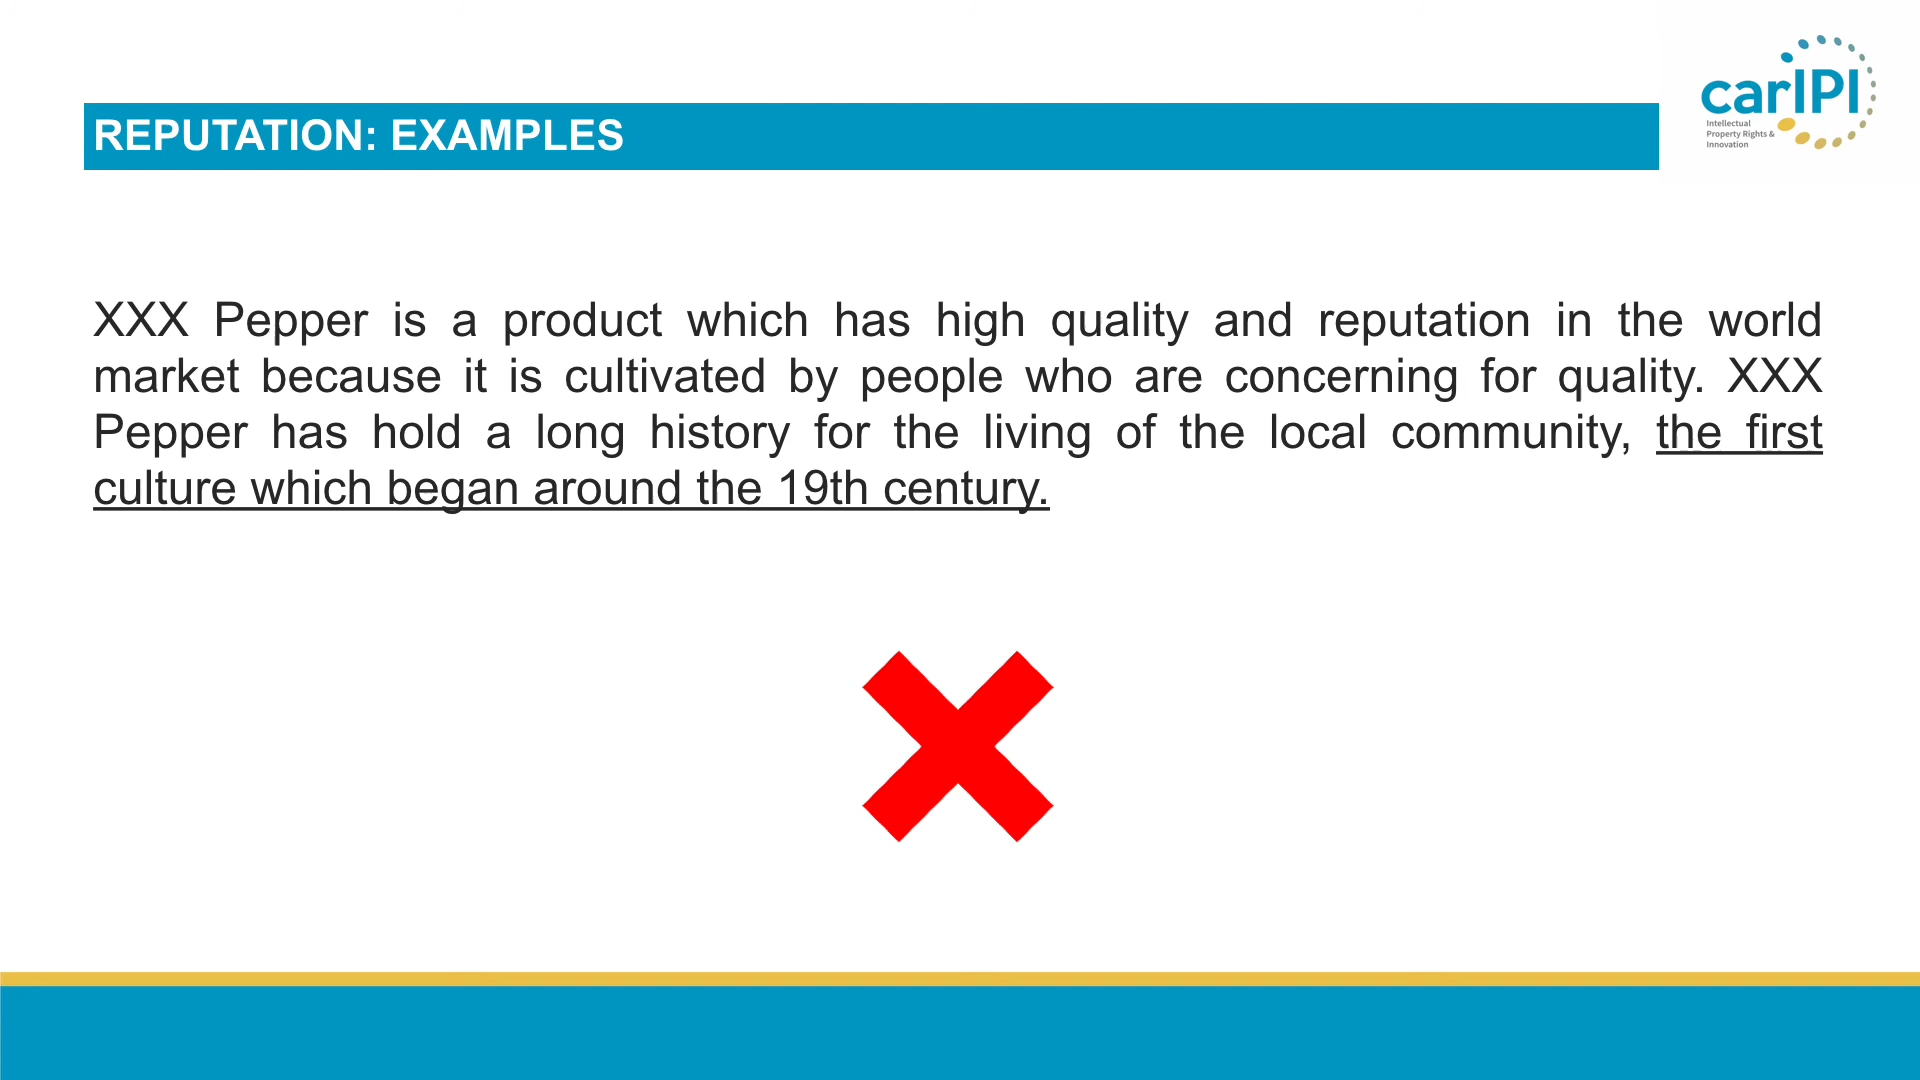 carIPI
Intellectual
Property Rights &
Innovation
REPUTATION: EXAMPLES
XXX Pepper is a product which has high quality and reputation in the world
market because it is cultivated by people who are concerning for quality. XXX
Pepper has hold a long history for the living of the local community, the first
culture which began around the 19th century.